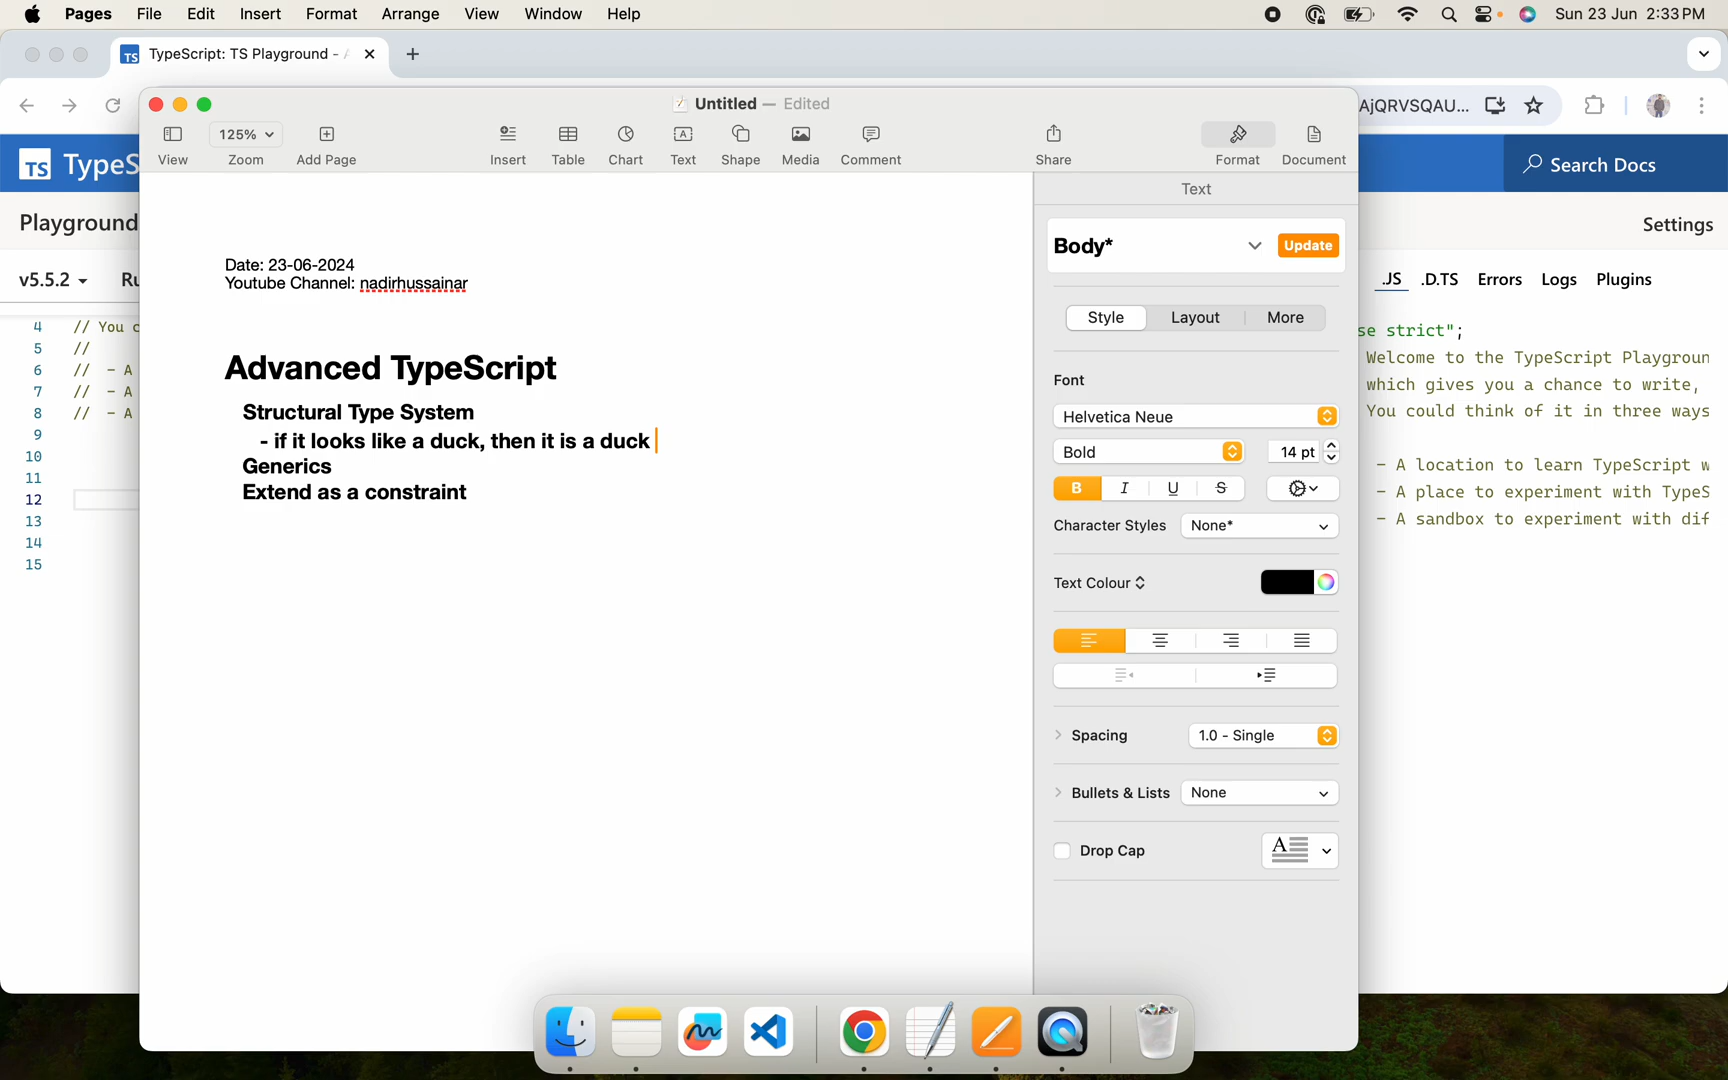 Pages File Edit Insert Format Arrange View Window Help Sun 23 Jun 2:33 PM
TypeScript: TS Playground -
Untitled — Edited
AjQRVSQAU...
125%
View Zoom Add Page Insert Table Chart Text Shape Media Comment Share Format Document
TS TypeS
Search Docs
Text
Playground
Settings
Body*
Update
v5.5.2
Ru
.JS .D.TS Errors Logs Plugins
Date: 23-06-2024
Youtube Channel: nadirhussainar
Style Layout More
4 // You c
5 //
6 // - A
7 // - A
8 // - A
9
10
11
12
13
14
15
Advanced TypeScript
Structural Type System
- if it looks like a duck, then it is a duck
Generics
Extend as a constraint
Font
Helvetica Neue
Bold
14 pt
B I U S
Character Styles None*
Text Colour
Spacing 1.0 - Single
Bullets & Lists None
Drop Cap
A
se strict";
Welcome to the TypeScript Playgroun
which gives you a chance to write,
You could think of it in three ways
- A location to learn TypeScript w
- A place to experiment with TypeS
- A sandbox to experiment with dif